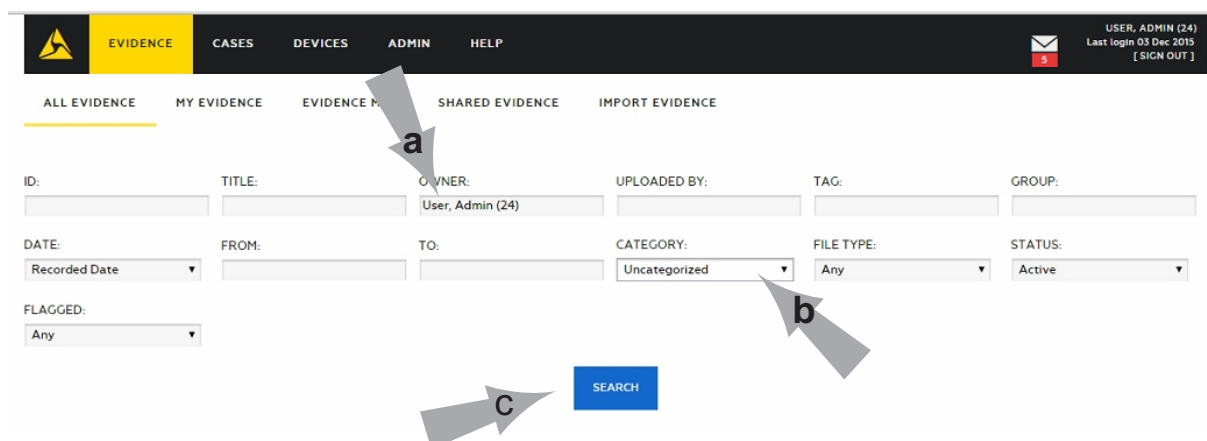 EVIDENCE CASES DEVICES ADMIN HELP
5
USER, ADMIN (24)
Last login 03 Dec 2015
[ SIGN OUT ]
ALL EVIDENCE MY EVIDENCE EVIDENCE M SHARED EVIDENCE IMPORT EVIDENCE
a
ID: TITLE: OWNER: UPLOADED BY: TAG: GROUP:
User, Admin (24)
DATE: FROM: TO: CATEGORY: FILE TYPE: STATUS:
Recorded Date Uncategorized Any Active
b
FLAGGED:
Any
SEARCH
c